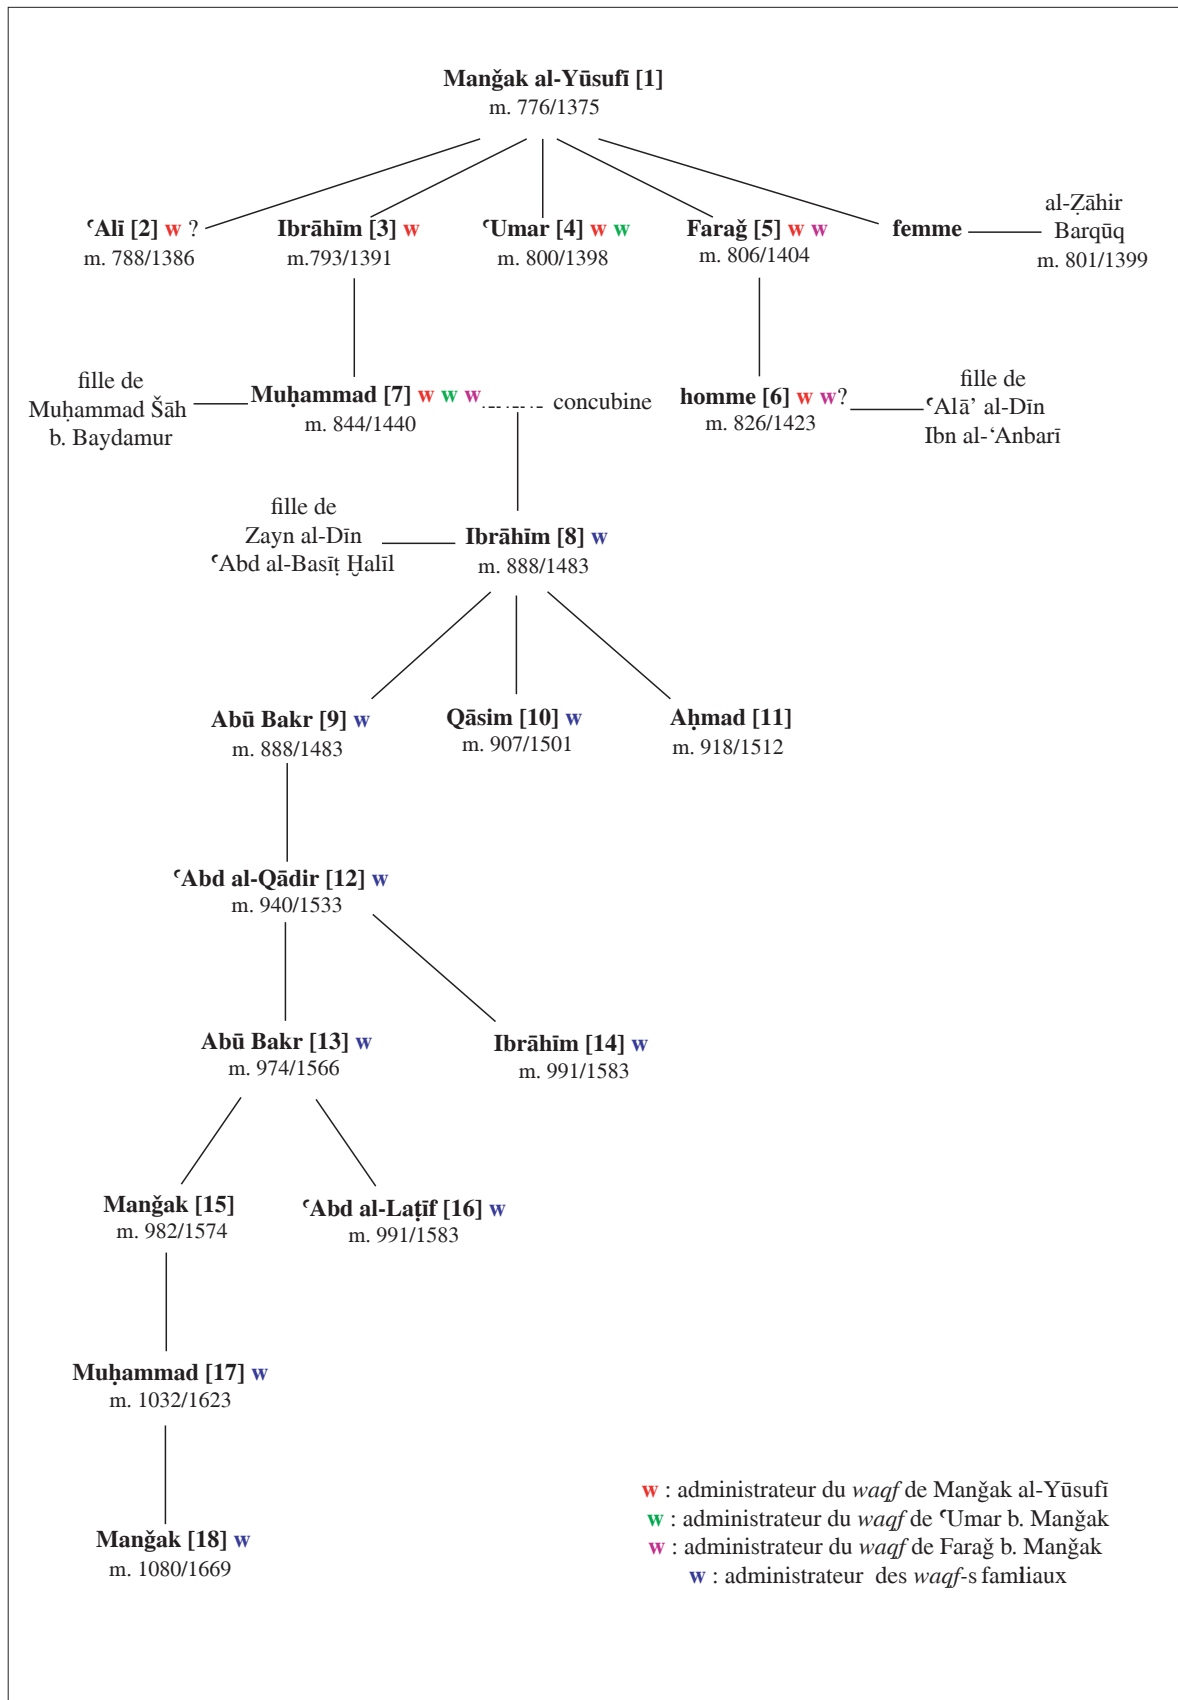 Manǧak al-Yūsufī [1]
m. 776/1375
ʿAlī [2] w ?
m. 788/1386
Ibrāhīm [3] w
m.793/1391
ʿUmar [4] w w
m. 800/1398
Faraǧ [5] w w
m. 806/1404
femme
al-Ẓāhir
Barqūq
m. 801/1399
fille de
Muḥammad Šāh
b. Baydamur
Muḥammad [7] w w w
m. 844/1440
concubine
homme [6] w w?
m. 826/1423
fille de
ʿAlā’ al-Dīn
Ibn al-‘Anbarī
fille de
Zayn al-Dīn
ʿAbd al-Basīṭ Ḫalīl
Ibrāhīm [8] w
m. 888/1483
Abū Bakr [9] w
m. 888/1483
Qāsim [10] w
m. 907/1501
Aḥmad [11]
m. 918/1512
ʿAbd al-Qādir [12] w
m. 940/1533
Abū Bakr [13] w
m. 974/1566
Ibrāhīm [14] w
m. 991/1583
Manǧak [15]
m. 982/1574
ʿAbd al-Laṭīf [16] w
m. 991/1583
Muḥammad [17] w
m. 1032/1623
Manǧak [18] w
m. 1080/1669
w : administrateur du waqf de Manǧak al-Yūsufī
w : administrateur du waqf de ʿUmar b. Manǧak
w : administrateur du waqf de Faraǧ b. Manǧak
w : administrateur des waqf-s familiaux